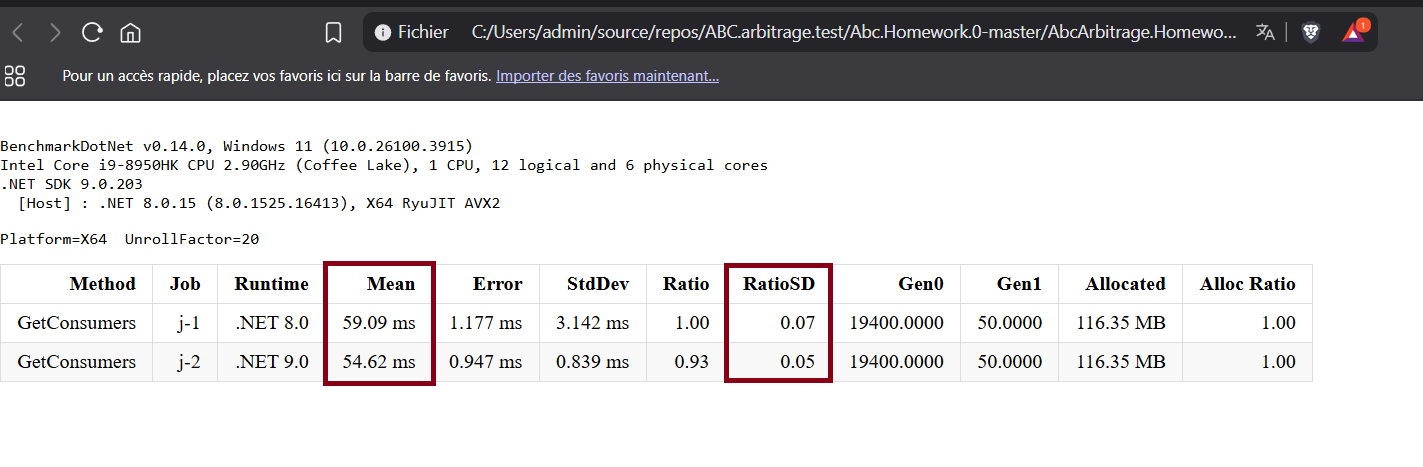 Fichier C:/Users/admin/source/repos/ABC.arbitrage.test/Abc.Homework.0-master/AbcArbitrage.Homewo... 1
Pour un accès rapide, placez vos favoris ici sur la barre de favoris. Importer des favoris maintenant...
BenchmarkDotNet v0.14.0, Windows 11 (10.0.26100.3915)
Intel Core i9-8950HK CPU 2.90GHz (Coffee Lake), 1 CPU, 12 logical and 6 physical cores
.NET SDK 9.0.203
[Host] : .NET 8.0.15 (8.0.1525.16413), X64 RyuJIT AVX2
Platform=X64 UnrollFactor=20
Method Job Runtime Mean Error StdDev Ratio RatioSD Gen0 Gen1 Allocated Alloc Ratio
GetConsumers j-1 .NET 8.0 59.09 ms 1.177 ms 3.142 ms 1.00 0.07 19400.0000 50.0000 116.35 MB 1.00
GetConsumers j-2 .NET 9.0 54.62 ms 0.947 ms 0.839 ms 0.93 0.05 19400.0000 50.0000 116.35 MB 1.00